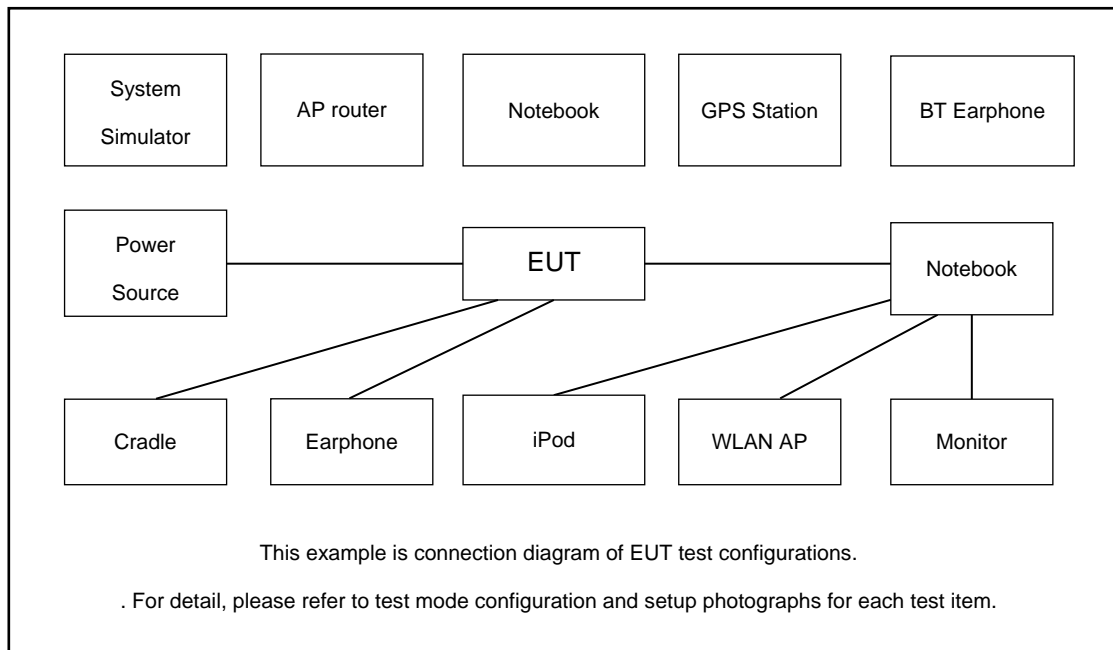 System
Simulator
AP router
Notebook
GPS Station
BT Earphone
Power
Source
EUT
Notebook
Cradle
Earphone
iPod
WLAN AP
Monitor
This example is connection diagram of EUT test configurations.
. For detail, please refer to test mode configuration and setup photographs for each test item.